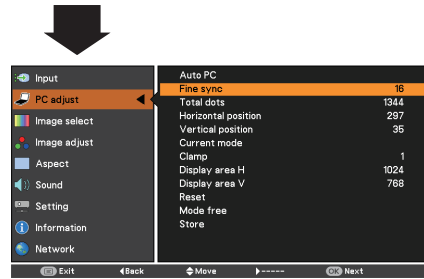 Input
PC adjust
Image select
Image adjust
Aspect
Sound
Setting
Information
Network
Auto PC
Fine sync 16
Total dots 1344
Horizontal position 297
Vertical position 35
Current mode
Clamp 1
Display area H 1024
Display area V 768
Reset
Mode free
Store
Exit Back Move ----- OK Next